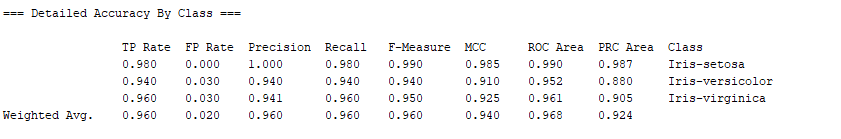 === Detailed Accuracy By Class ===
TP Rate FP Rate Precision Recall F-Measure MCC ROC Area PRC Area Class
0.980 0.000 1.000 0.980 0.990 0.985 0.990 0.987 Iris-setosa
0.940 0.030 0.940 0.940 0.940 0.910 0.952 0.880 Iris-versicolor
0.960 0.030 0.941 0.960 0.950 0.925 0.961 0.905 Iris-virginica
Weighted Avg. 0.960 0.020 0.960 0.960 0.960 0.940 0.968 0.924